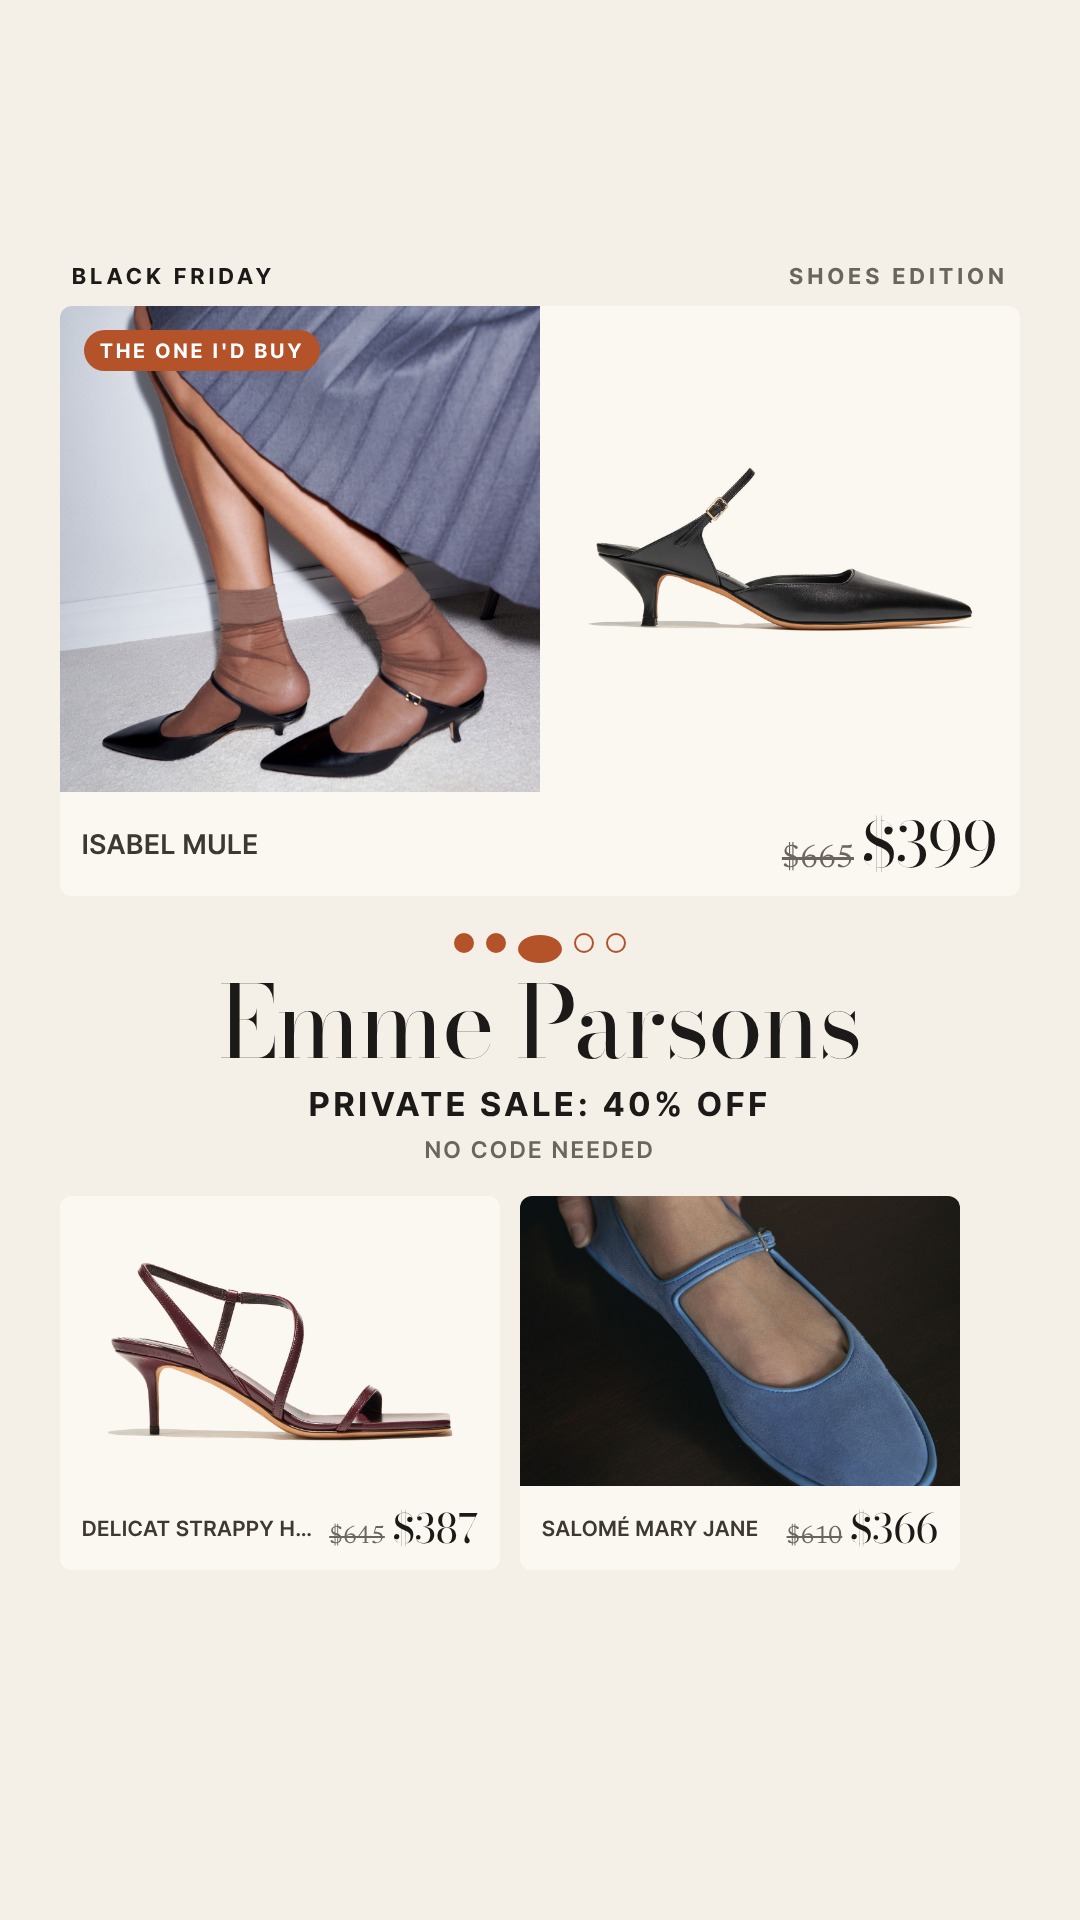 BLACK FRIDAY
SHOES EDITION
THE ONE I'D BUY
ISABEL MULE
$665 $399
Emme Parsons
PRIVATE SALE: 40% OFF
NO CODE NEEDED
DELICAT STRAPPY H... $645 $387
SALOMÉ MARY JANE $610 $366